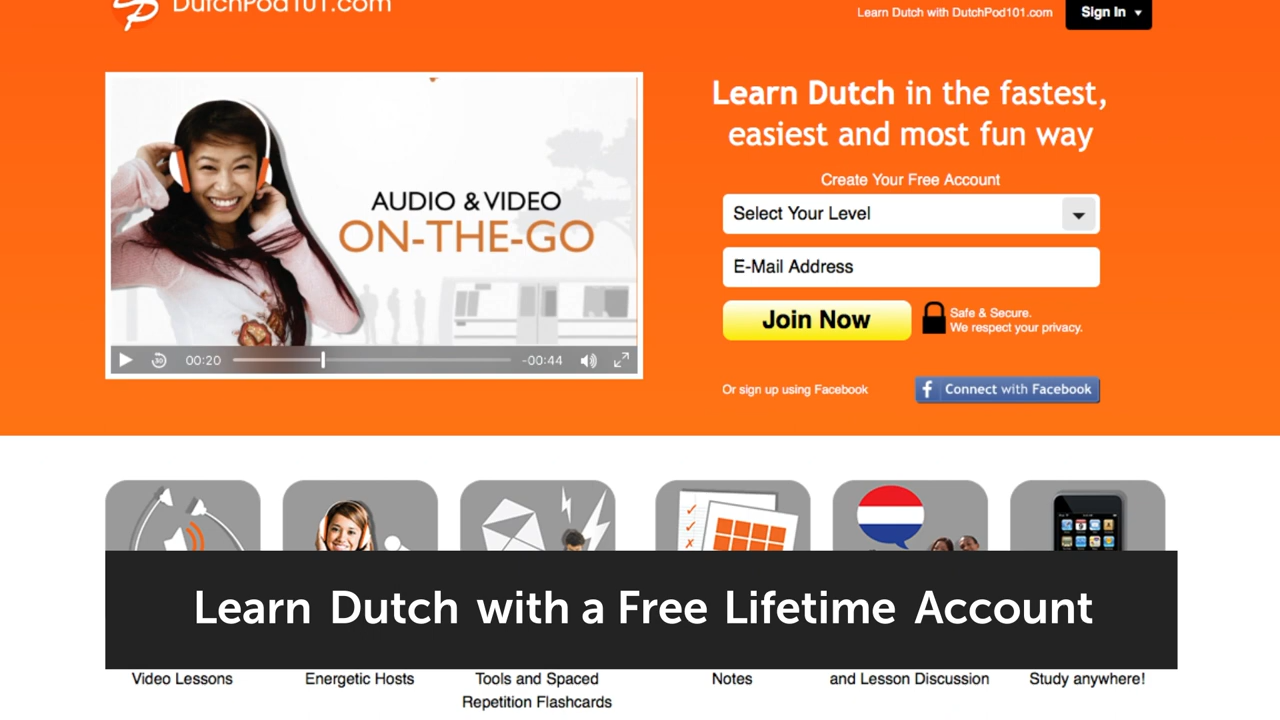 DutchPod101.com
Learn Dutch with DutchPod101.com
Sign In
AUDIO & VIDEO
ON-THE-GO
30
00:20
-00:44
Learn Dutch in the fastest,
easiest and most fun way
Create Your Free Account
Select Your Level
E-Mail Address
Join Now
Safe & Secure.
We respect your privacy.
Or sign up using Facebook
f Connect with Facebook
Learn Dutch with a Free Lifetime Account
Video Lessons
Energetic Hosts
Tools and Spaced
Repetition Flashcards
Notes
and Lesson Discussion
Study anywhere!